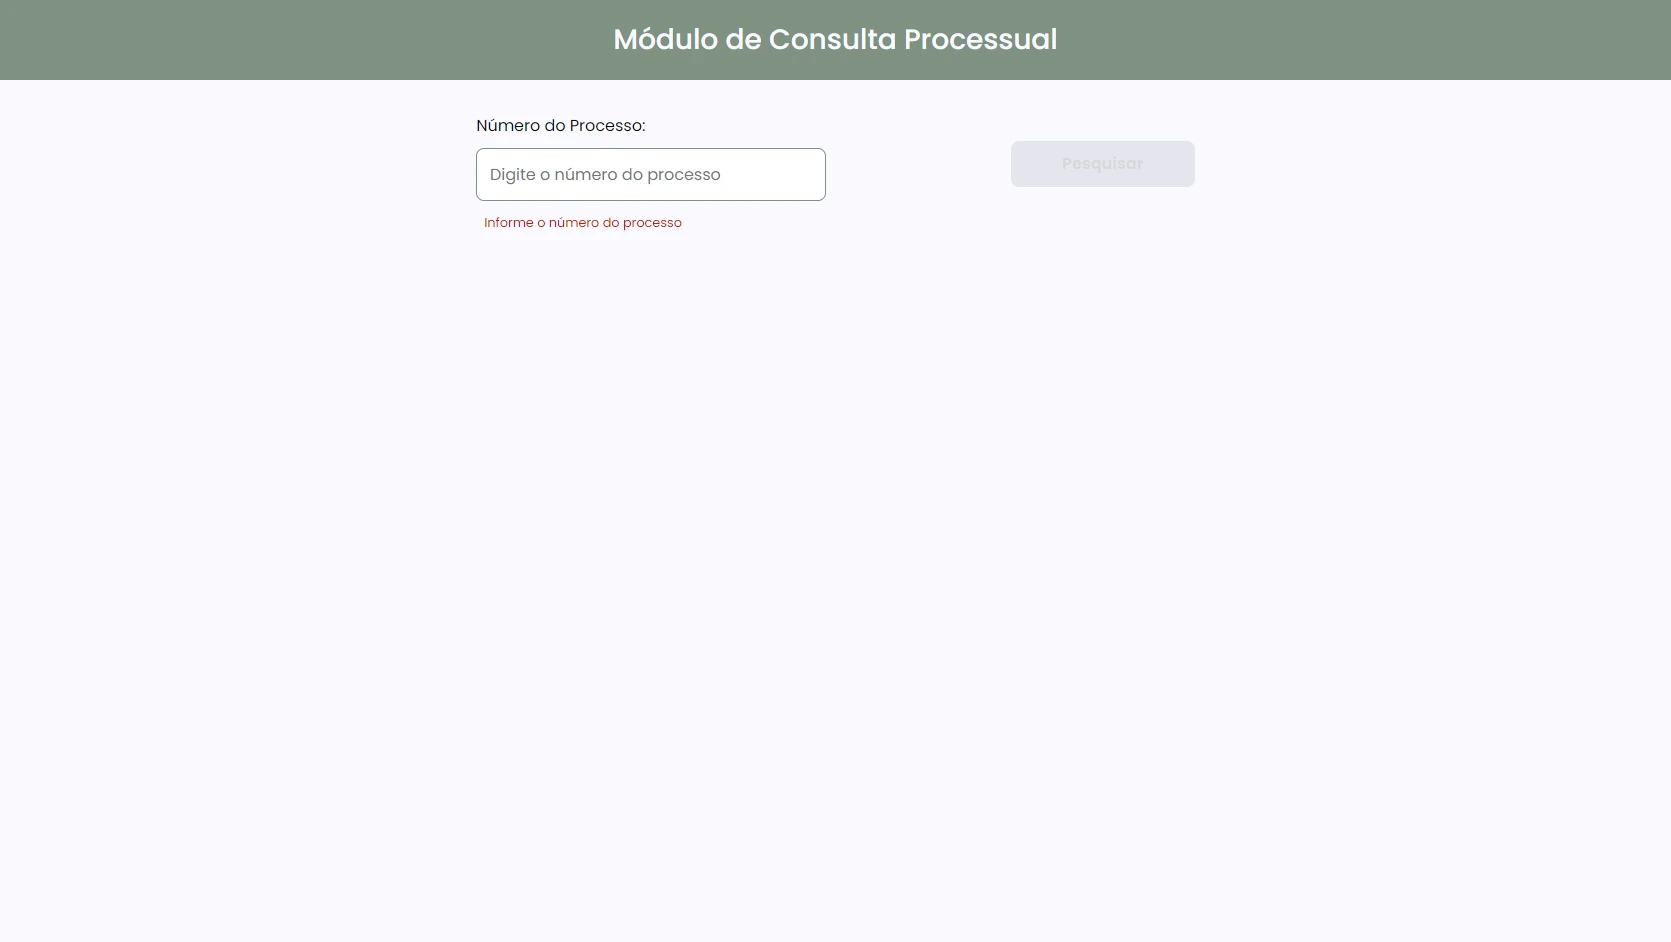 Módulo de Consulta Processual
Número do Processo:
Digite o número do processo
Pesquisar
Informe o número do processo